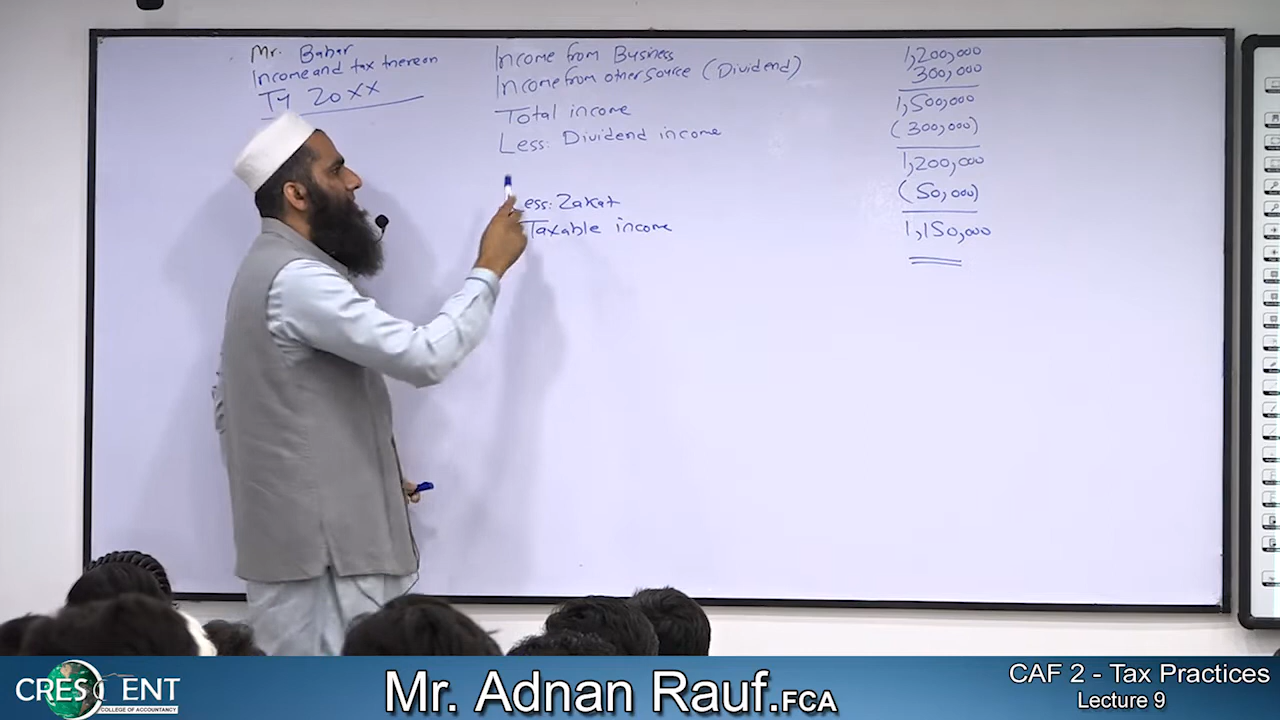 Mr. Babar
Income and tax thereon
TY 20XX
Income from Business 1,200,000
Income from other source (Dividend) 300,000
Total income 1,500,000
Less: Dividend income (300,000)
1,200,000
ess: Zakat (50,000)
Taxable income 1,150,000
CRESCENT
COLLEGE OF ACCOUNTANCY
Mr. Adnan Rauf.FCA
CAF 2 - Tax Practices
Lecture 9